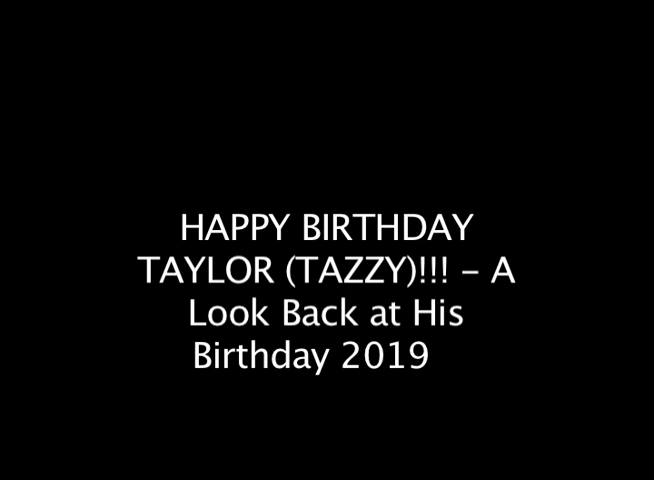 HAPPY BIRTHDAY
TAYLOR (TAZZY)!!! – A
Look Back at His
Birthday 2019